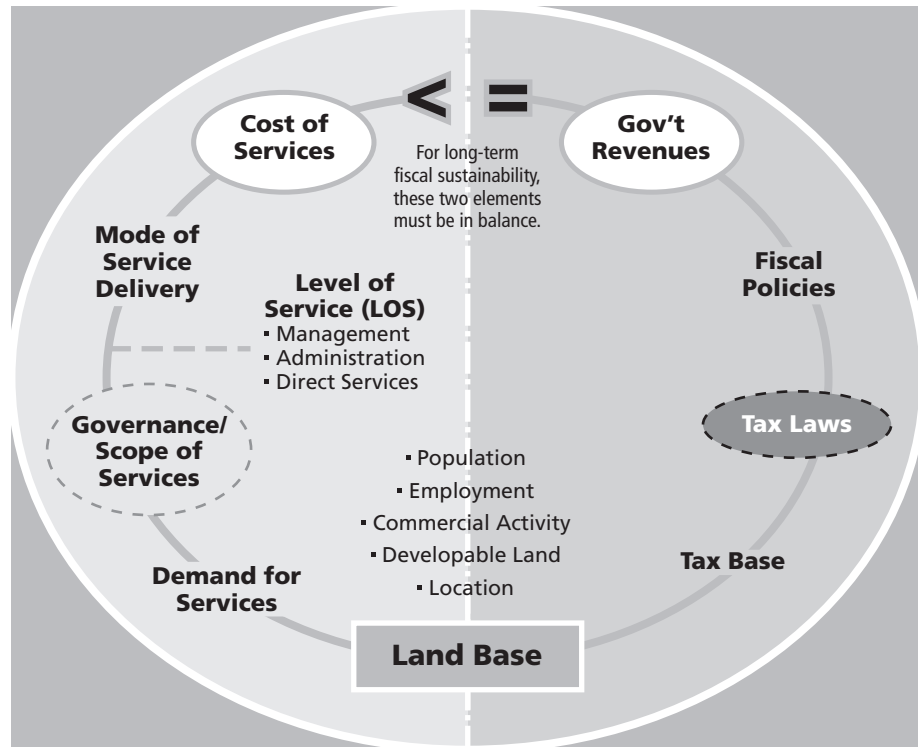 < =
Cost of
Services
Gov't
Revenues
For long-term
fiscal sustainability,
these two elements
must be in balance.
Mode of
Service
Delivery
Fiscal
Policies
Level of
Service (LOS)
▪ Management
▪ Administration
▪ Direct Services
Governance/
Scope of
Services
Tax Laws
▪ Population
▪ Employment
▪ Commercial Activity
▪ Developable Land
▪ Location
Demand for
Services
Tax Base
Land Base